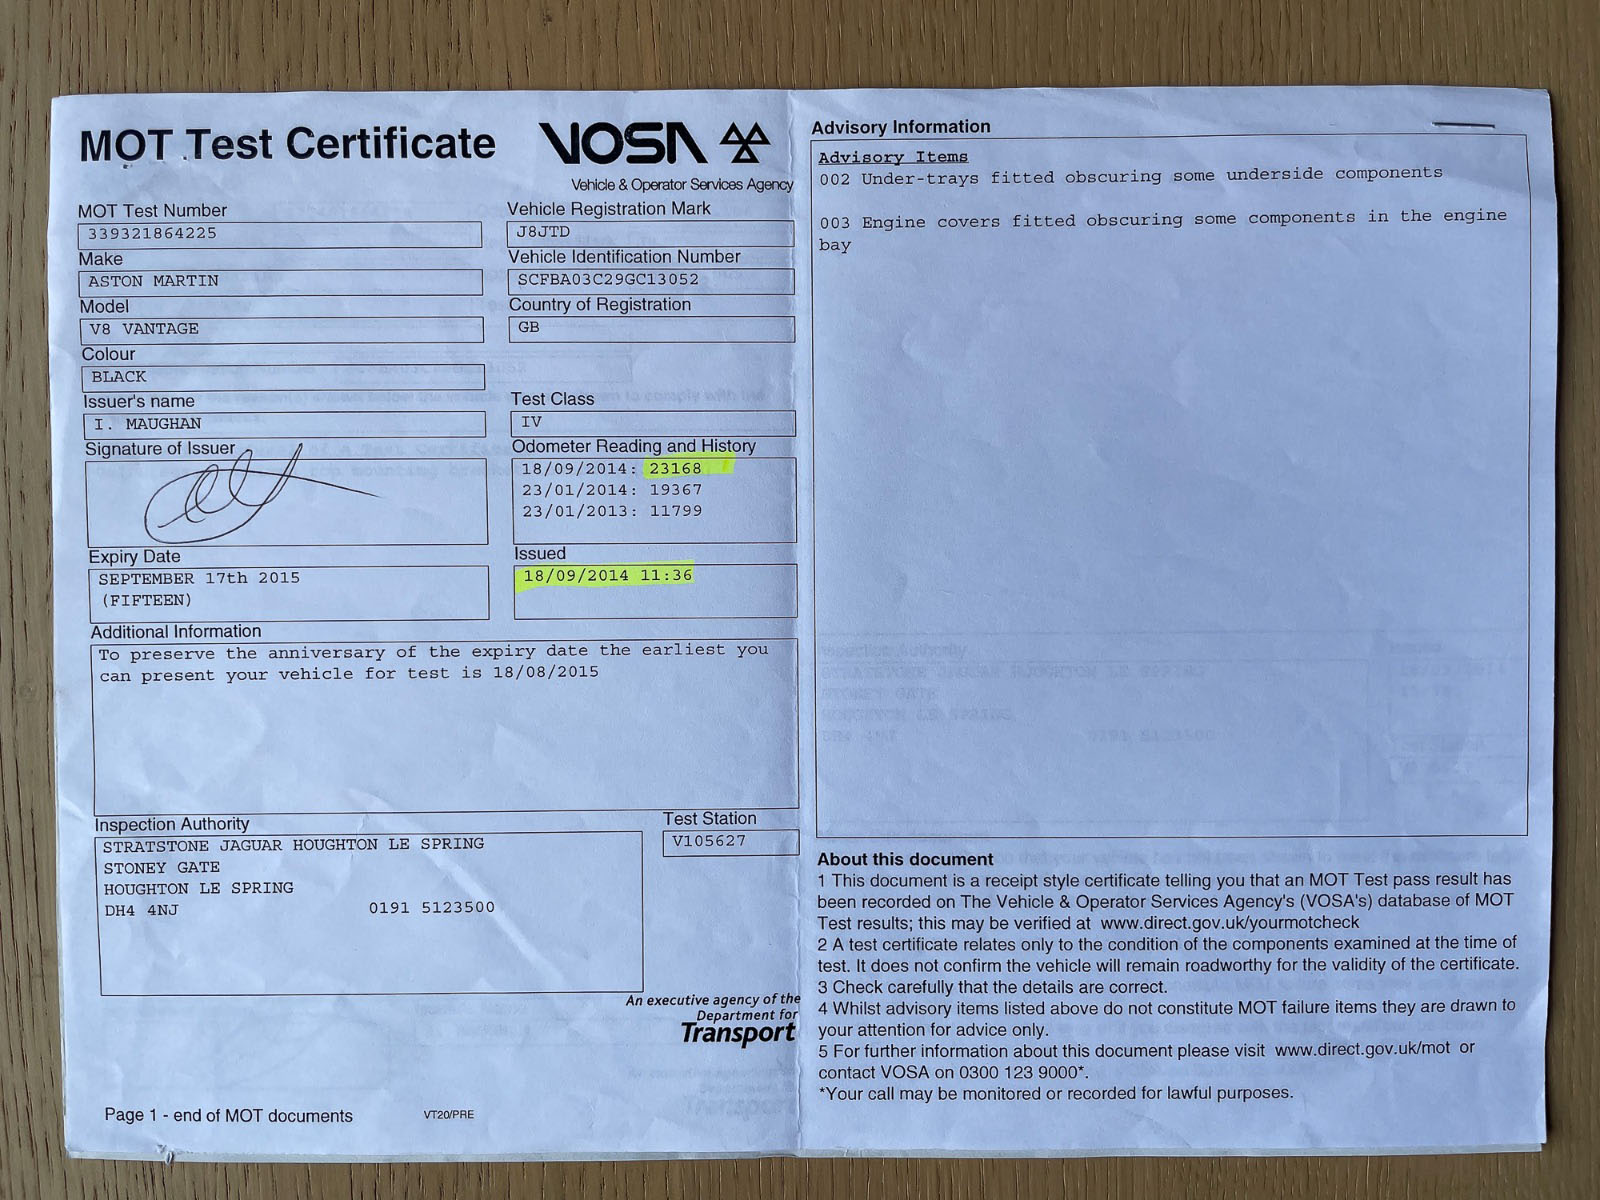 MOT Test Certificate
VOSA
Vehicle & Operator Services Agency
MOT Test Number
339321864225
Vehicle Registration Mark
J8JTD
Make
ASTON MARTIN
Vehicle Identification Number
SCFBA03C29GC13052
Model
V8 VANTAGE
Country of Registration
GB
Colour
BLACK
Issuer's name
I. MAUGHAN
Test Class
IV
Signature of Issuer
Odometer Reading and History
18/09/2014: 23168
23/01/2014: 19367
23/01/2013: 11799
Expiry Date
SEPTEMBER 17th 2015
(FIFTEEN)
Issued
18/09/2014 11:36
Additional Information
To preserve the anniversary of the expiry date the earliest you
can present your vehicle for test is 18/08/2015
Inspection Authority
STRATSTONE JAGUAR HOUGHTON LE SPRING
STONEY GATE
HOUGHTON LE SPRING
DH4 4NJ 0191 5123500
Test Station
V105627
An executive agency of the
Department for
Transport
Page 1 - end of MOT documents
VT20/PRE
Advisory Information
Advisory Items
002 Under-trays fitted obscuring some underside components
003 Engine covers fitted obscuring some components in the engine
bay
About this document
1 This document is a receipt style certificate telling you that an MOT Test pass result has
been recorded on The Vehicle & Operator Services Agency's (VOSA's) database of MOT
Test results; this may be verified at www.direct.gov.uk/yourmotcheck
2 A test certificate relates only to the condition of the components examined at the time of
test. It does not confirm the vehicle will remain roadworthy for the validity of the certificate.
3 Check carefully that the details are correct.
4 Whilst advisory items listed above do not constitute MOT failure items they are drawn to
your attention for advice only.
5 For further information about this document please visit www.direct.gov.uk/mot or
contact VOSA on 0300 123 9000*.
*Your call may be monitored or recorded for lawful purposes.